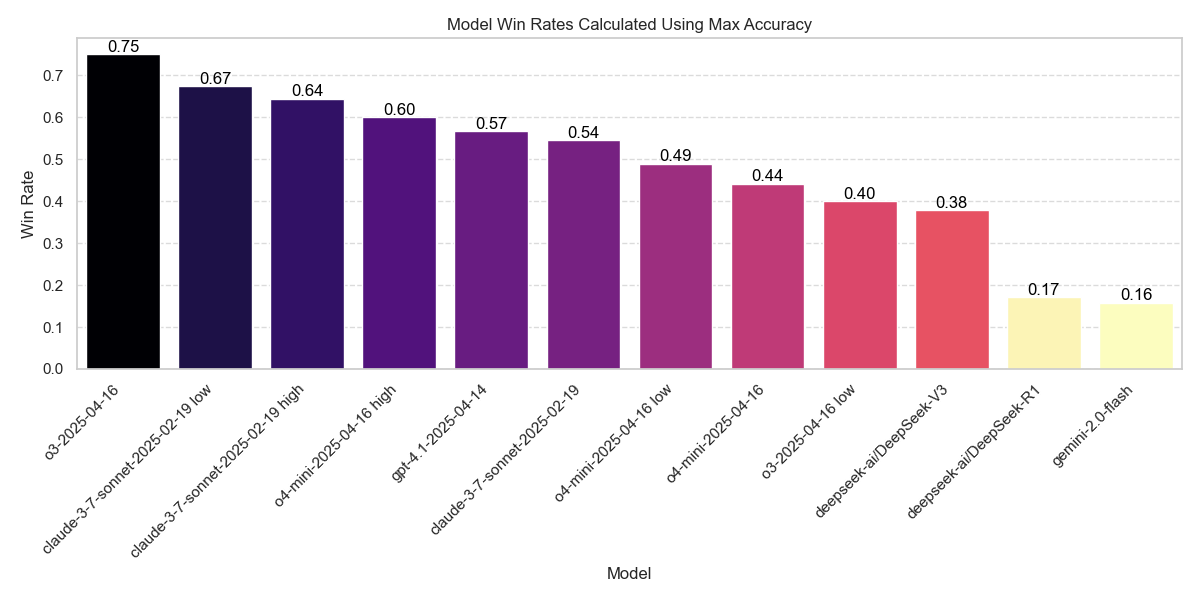 Model Win Rates Calculated Using Max Accuracy
Win Rate
0.7
0.6
0.5
0.4
0.3
0.2
0.1
0.0
0.75
0.67
0.64
0.60
0.57
0.54
0.49
0.44
0.40
0.38
0.17
0.16
o3-2025-04-16
claude-3-7-sonnet-2025-02-19 low
claude-3-7-sonnet-2025-02-19 high
o4-mini-2025-04-16 high
gpt-4.1-2025-04-14
claude-3-7-sonnet-2025-02-19
o4-mini-2025-04-16 low
o4-mini-2025-04-16
o3-2025-04-16 low
deepseek-ai/DeepSeek-V3
deepseek-ai/DeepSeek-R1
gemini-2.0-flash
Model